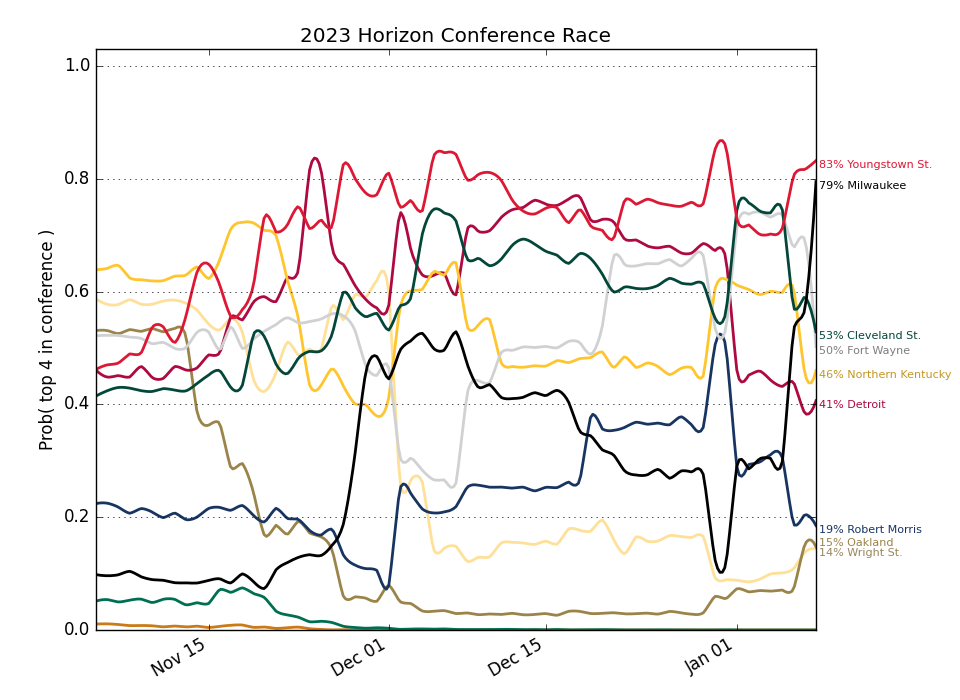 2023 Horizon Conference Race
Prob( top 4 in conference )
1.0
0.8
0.6
0.4
0.2
0.0
Nov 15
Dec 01
Dec 15
Jan 01
83% Youngstown St.
79% Milwaukee
53% Cleveland St.
50% Fort Wayne
46% Northern Kentucky
41% Detroit
19% Robert Morris
15% Oakland
14% Wright St.